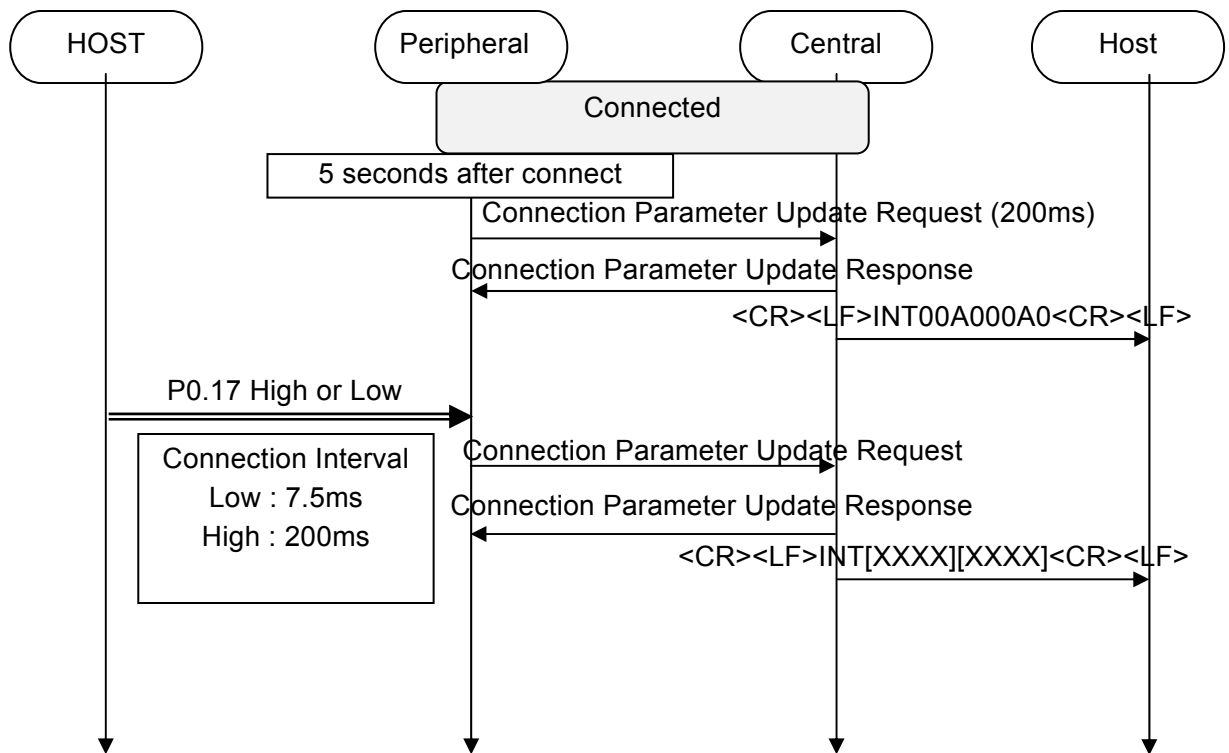 HOST
Peripheral
Central
Host
Connected
5 seconds after connect
Connection Parameter Update Request (200ms)
Connection Parameter Update Response
<CR><LF>INT00A000A0<CR><LF>
P0.17 High or Low
Connection Interval
Low : 7.5ms
High : 200ms
Connection Parameter Update Request
Connection Parameter Update Response
<CR><LF>INT[XXXX][XXXX]<CR><LF>